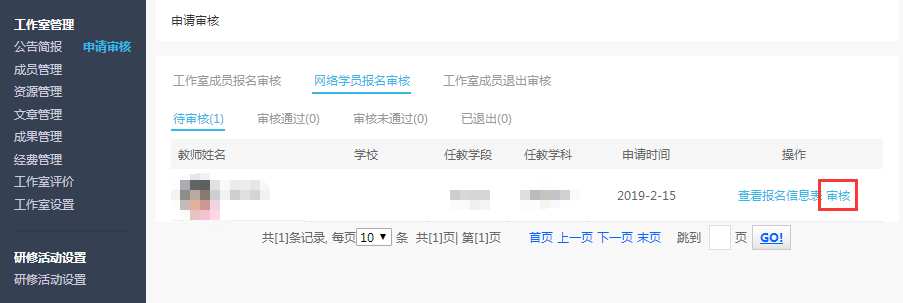 工作室管理
公告简报 申请审核
成员管理
资源管理
文章管理
成果管理
经费管理
工作室评价
工作室设置
研修活动设置
研修活动设置
申请审核
工作室成员报名审核 网络学员报名审核 工作室成员退出审核
待审核(1) 审核通过(0) 审核未通过(0) 已退出(0)
教师姓名 学校 任教学段 任教学科 申请时间 操作
2019-2-15 查看报名信息表 审核
共[1]条记录, 每页 10 条 共[1]页| 第[1]页 首页 上一页 下一页 末页 跳到 页 GO!